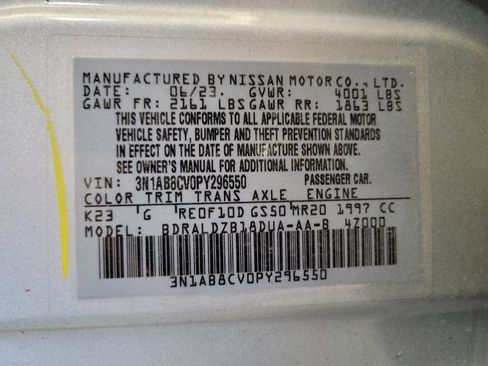 MANUFACTURED BY NISSAN MOTOR CO., LTD.
DATE: 06/23. GVWR: 4001 LBS
GAWR FR: 2161 LBS GAWR RR: 1863 LBS
THIS VEHICLE CONFORMS TO ALL
APPLICABLE FEDERAL MOTOR
VEHICLE SAFETY, BUMPER AND THEFT PREVENTION STANDARDS
IN EFFECT ON THE DATE OF MANUFACTURE SHOWN ABOVE.
SEE OWNER'S MANUAL FOR ADDITIONAL INFORMATION.
VIN: 3N1AB8CV0PY296550 PASSENGER CAR.
COLOR TRIM TRANS AXLE ENGINE
K23 G RE0F10D GS50 MR20 1997 CC
MODEL: BDRALDZB18DUA-AA-B 4Z000
3N1AB8CV0PY296550